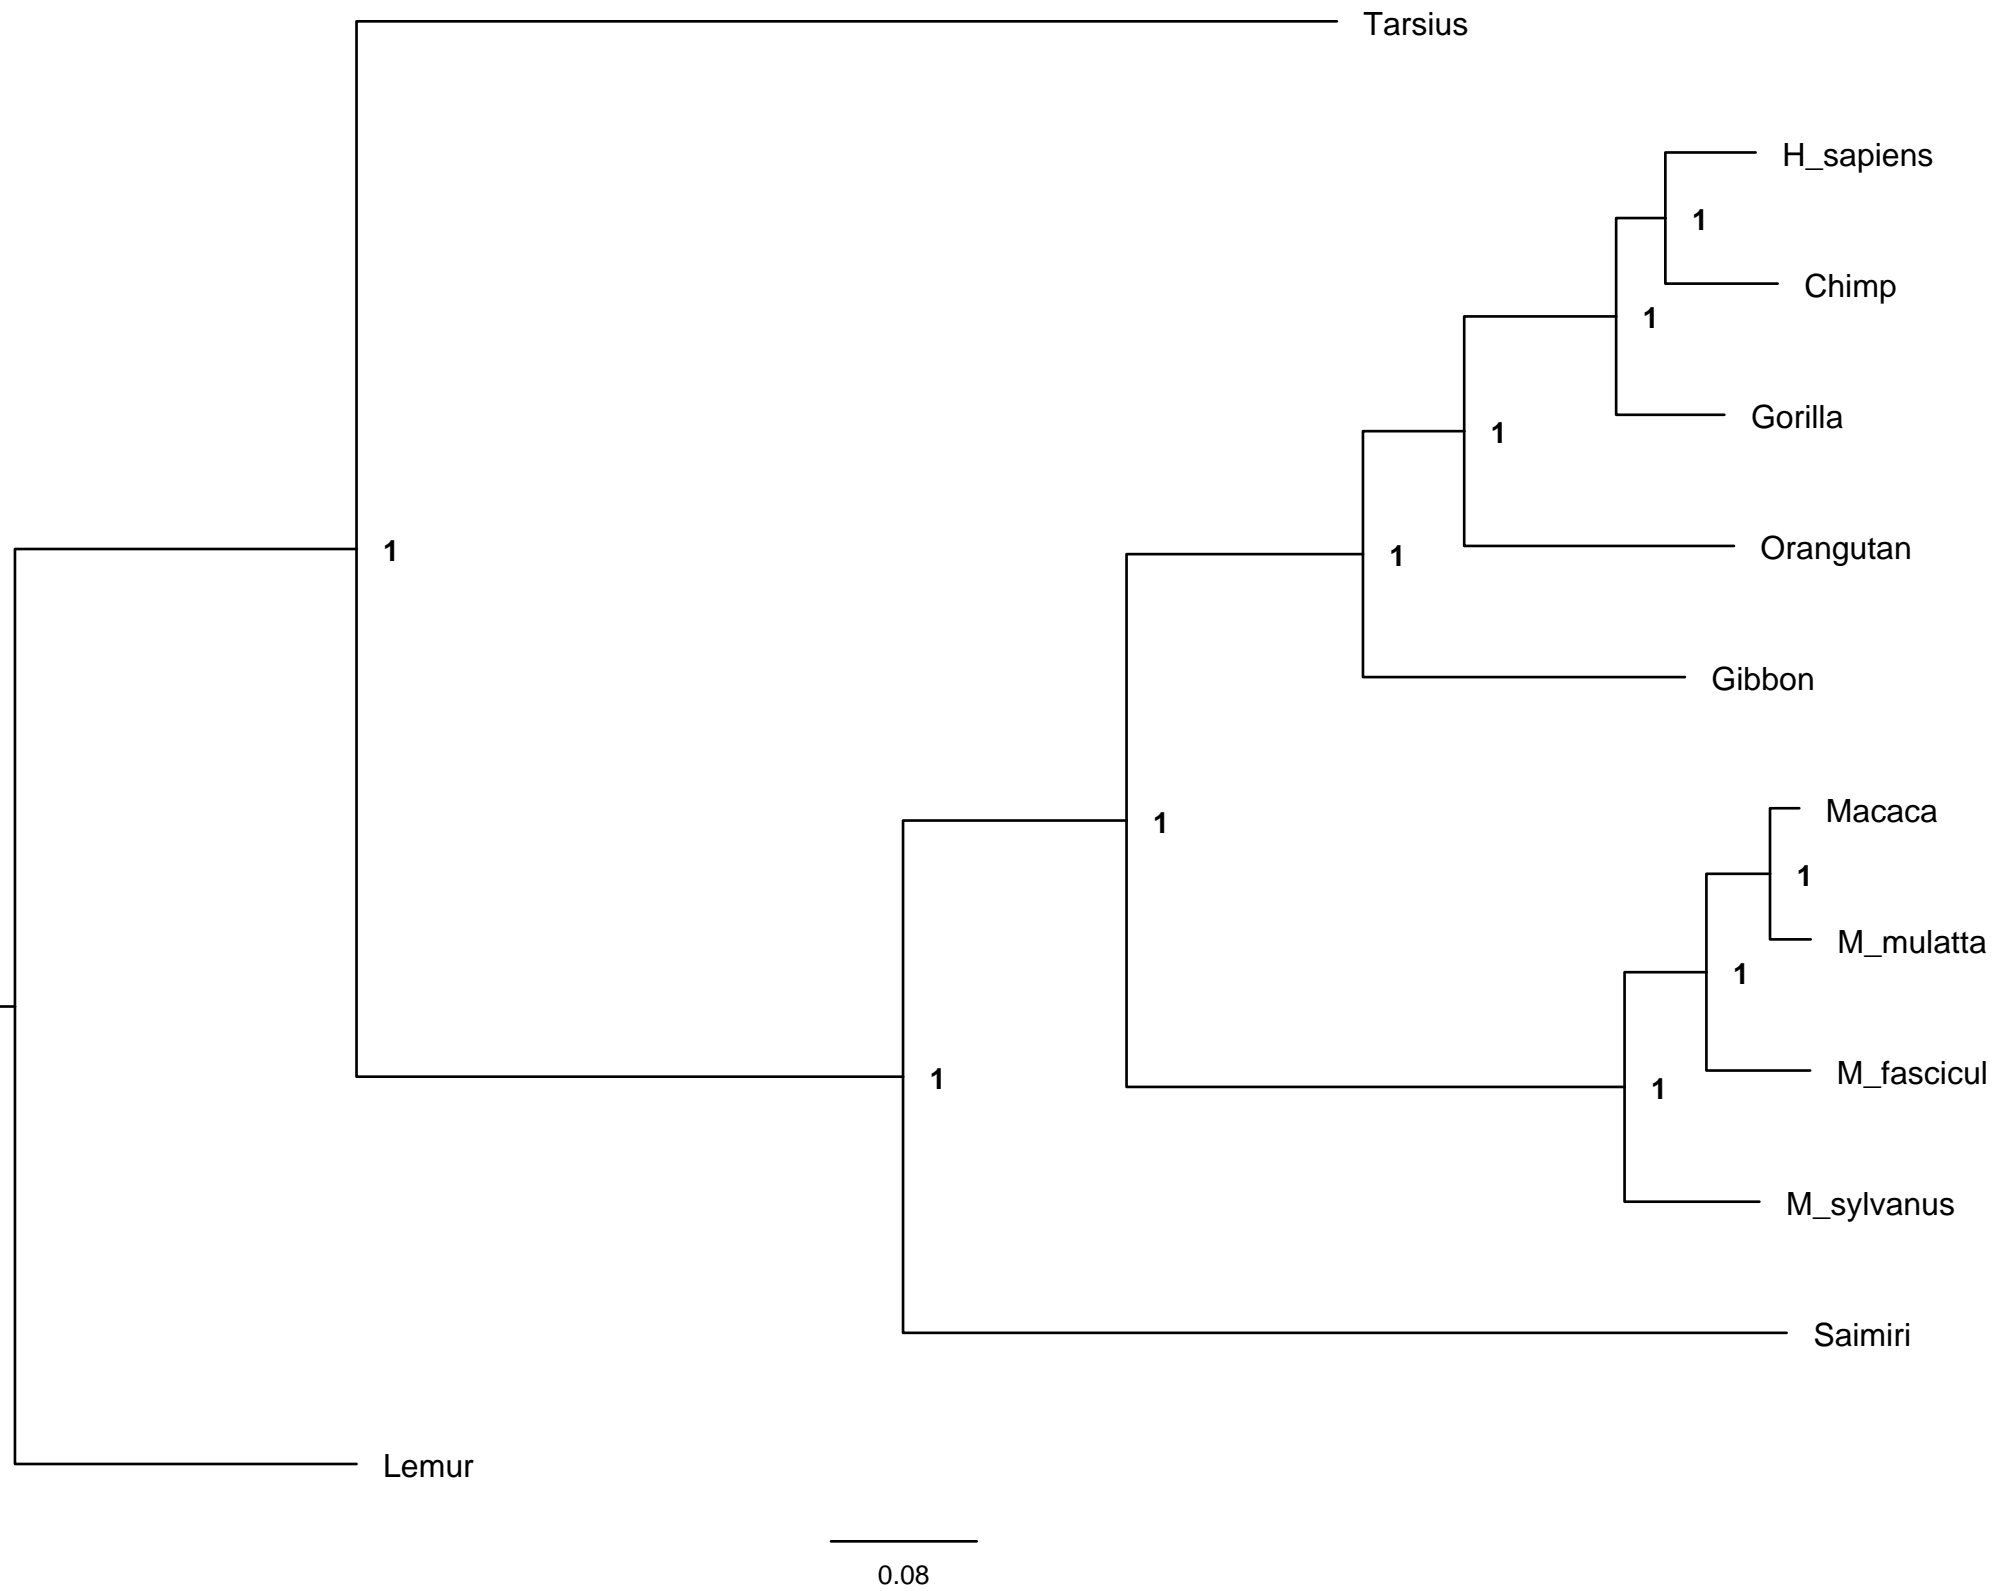 Tarsius
H_sapiens
1
Chimp
1
Gorilla
1
Orangutan
1
1
Gibbon
Macaca
1
1
M_mulatta
1
M_fascicul
1
1
M_sylvanus
Saimiri
Lemur
0.08